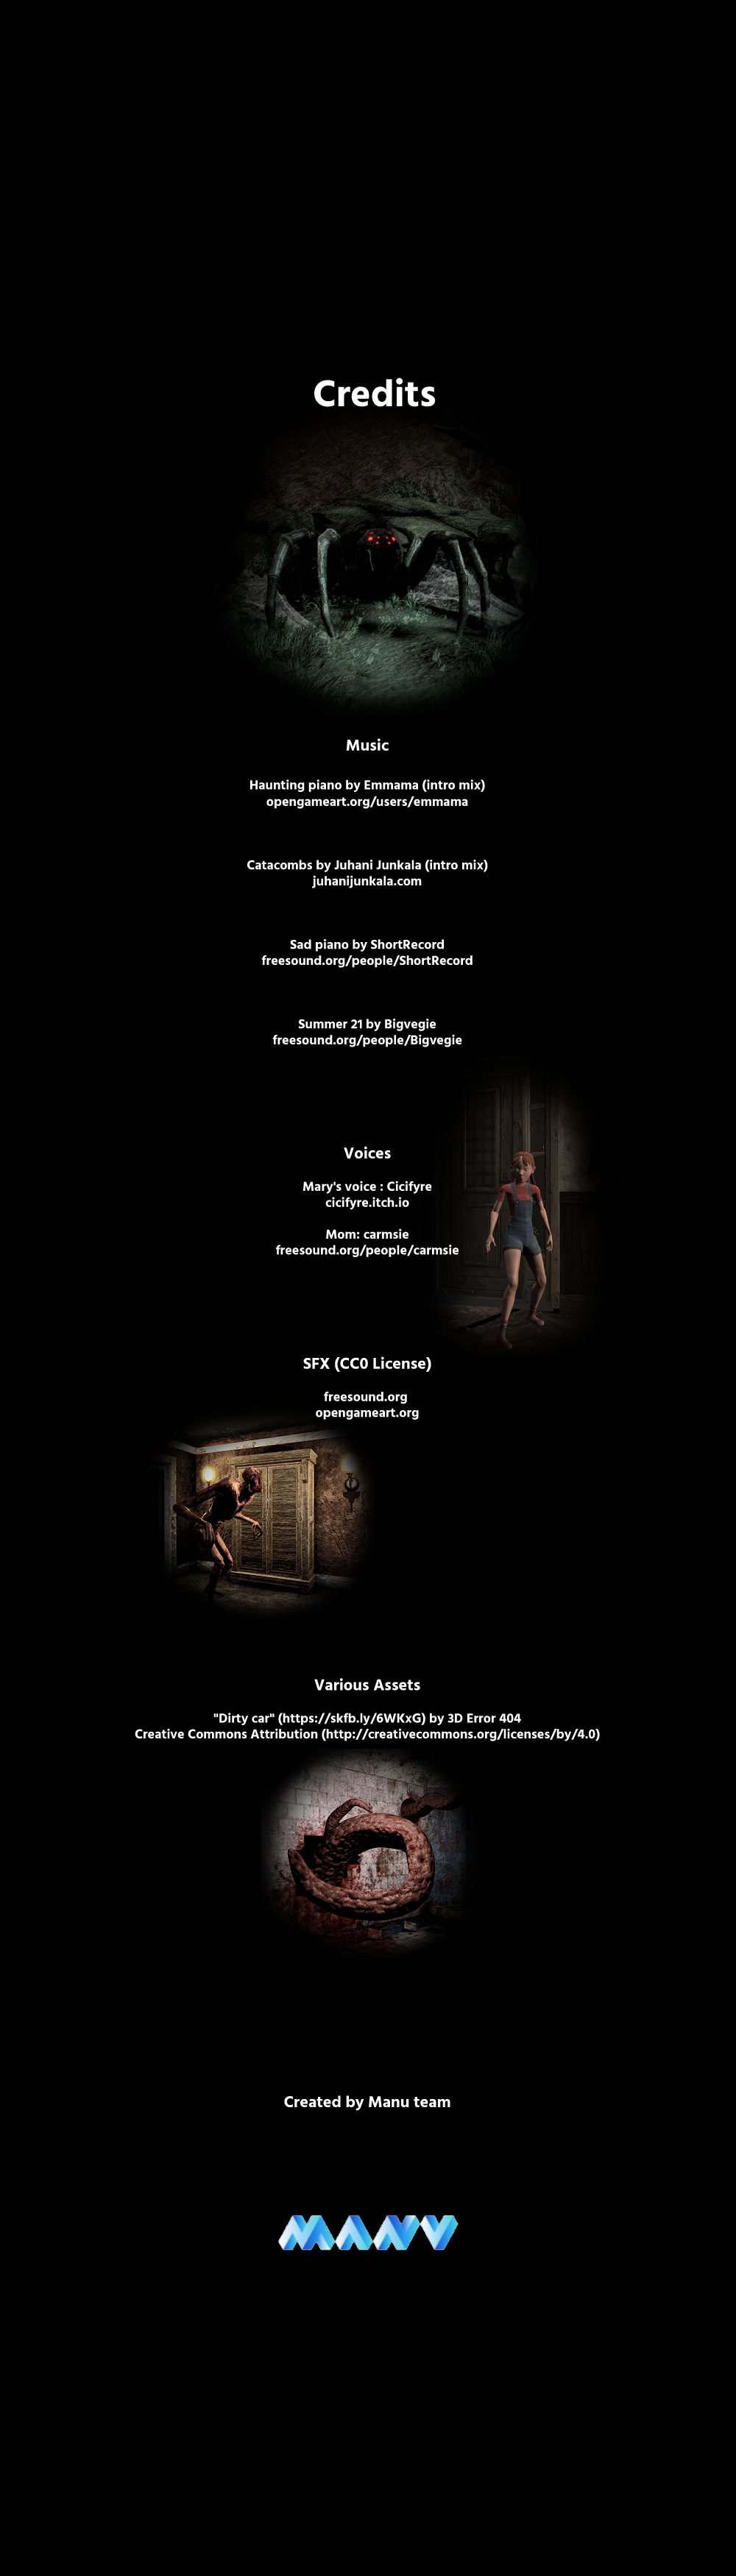 Credits
Music
Haunting piano by Emmama (intro mix)
opengameart.org/users/emmama
Catacombs by Juhani Junkala (intro mix)
juhanijunkala.com
Sad piano by ShortRecord
freesound.org/people/ShortRecord
Summer 21 by Bigvegie
freesound.org/people/Bigvegie
Voices
Mary's voice : Cicifyre
cicifyre.itch.io
Mom: carmsie
freesound.org/people/carmsie
SFX (CC0 License)
freesound.org
opengameart.org
Various Assets
"Dirty car" (https://skfb.ly/6WKxG) by 3D Error 404
Creative Commons Attribution (http://creativecommons.org/licenses/by/4.0)
Created by Manu team
MANV